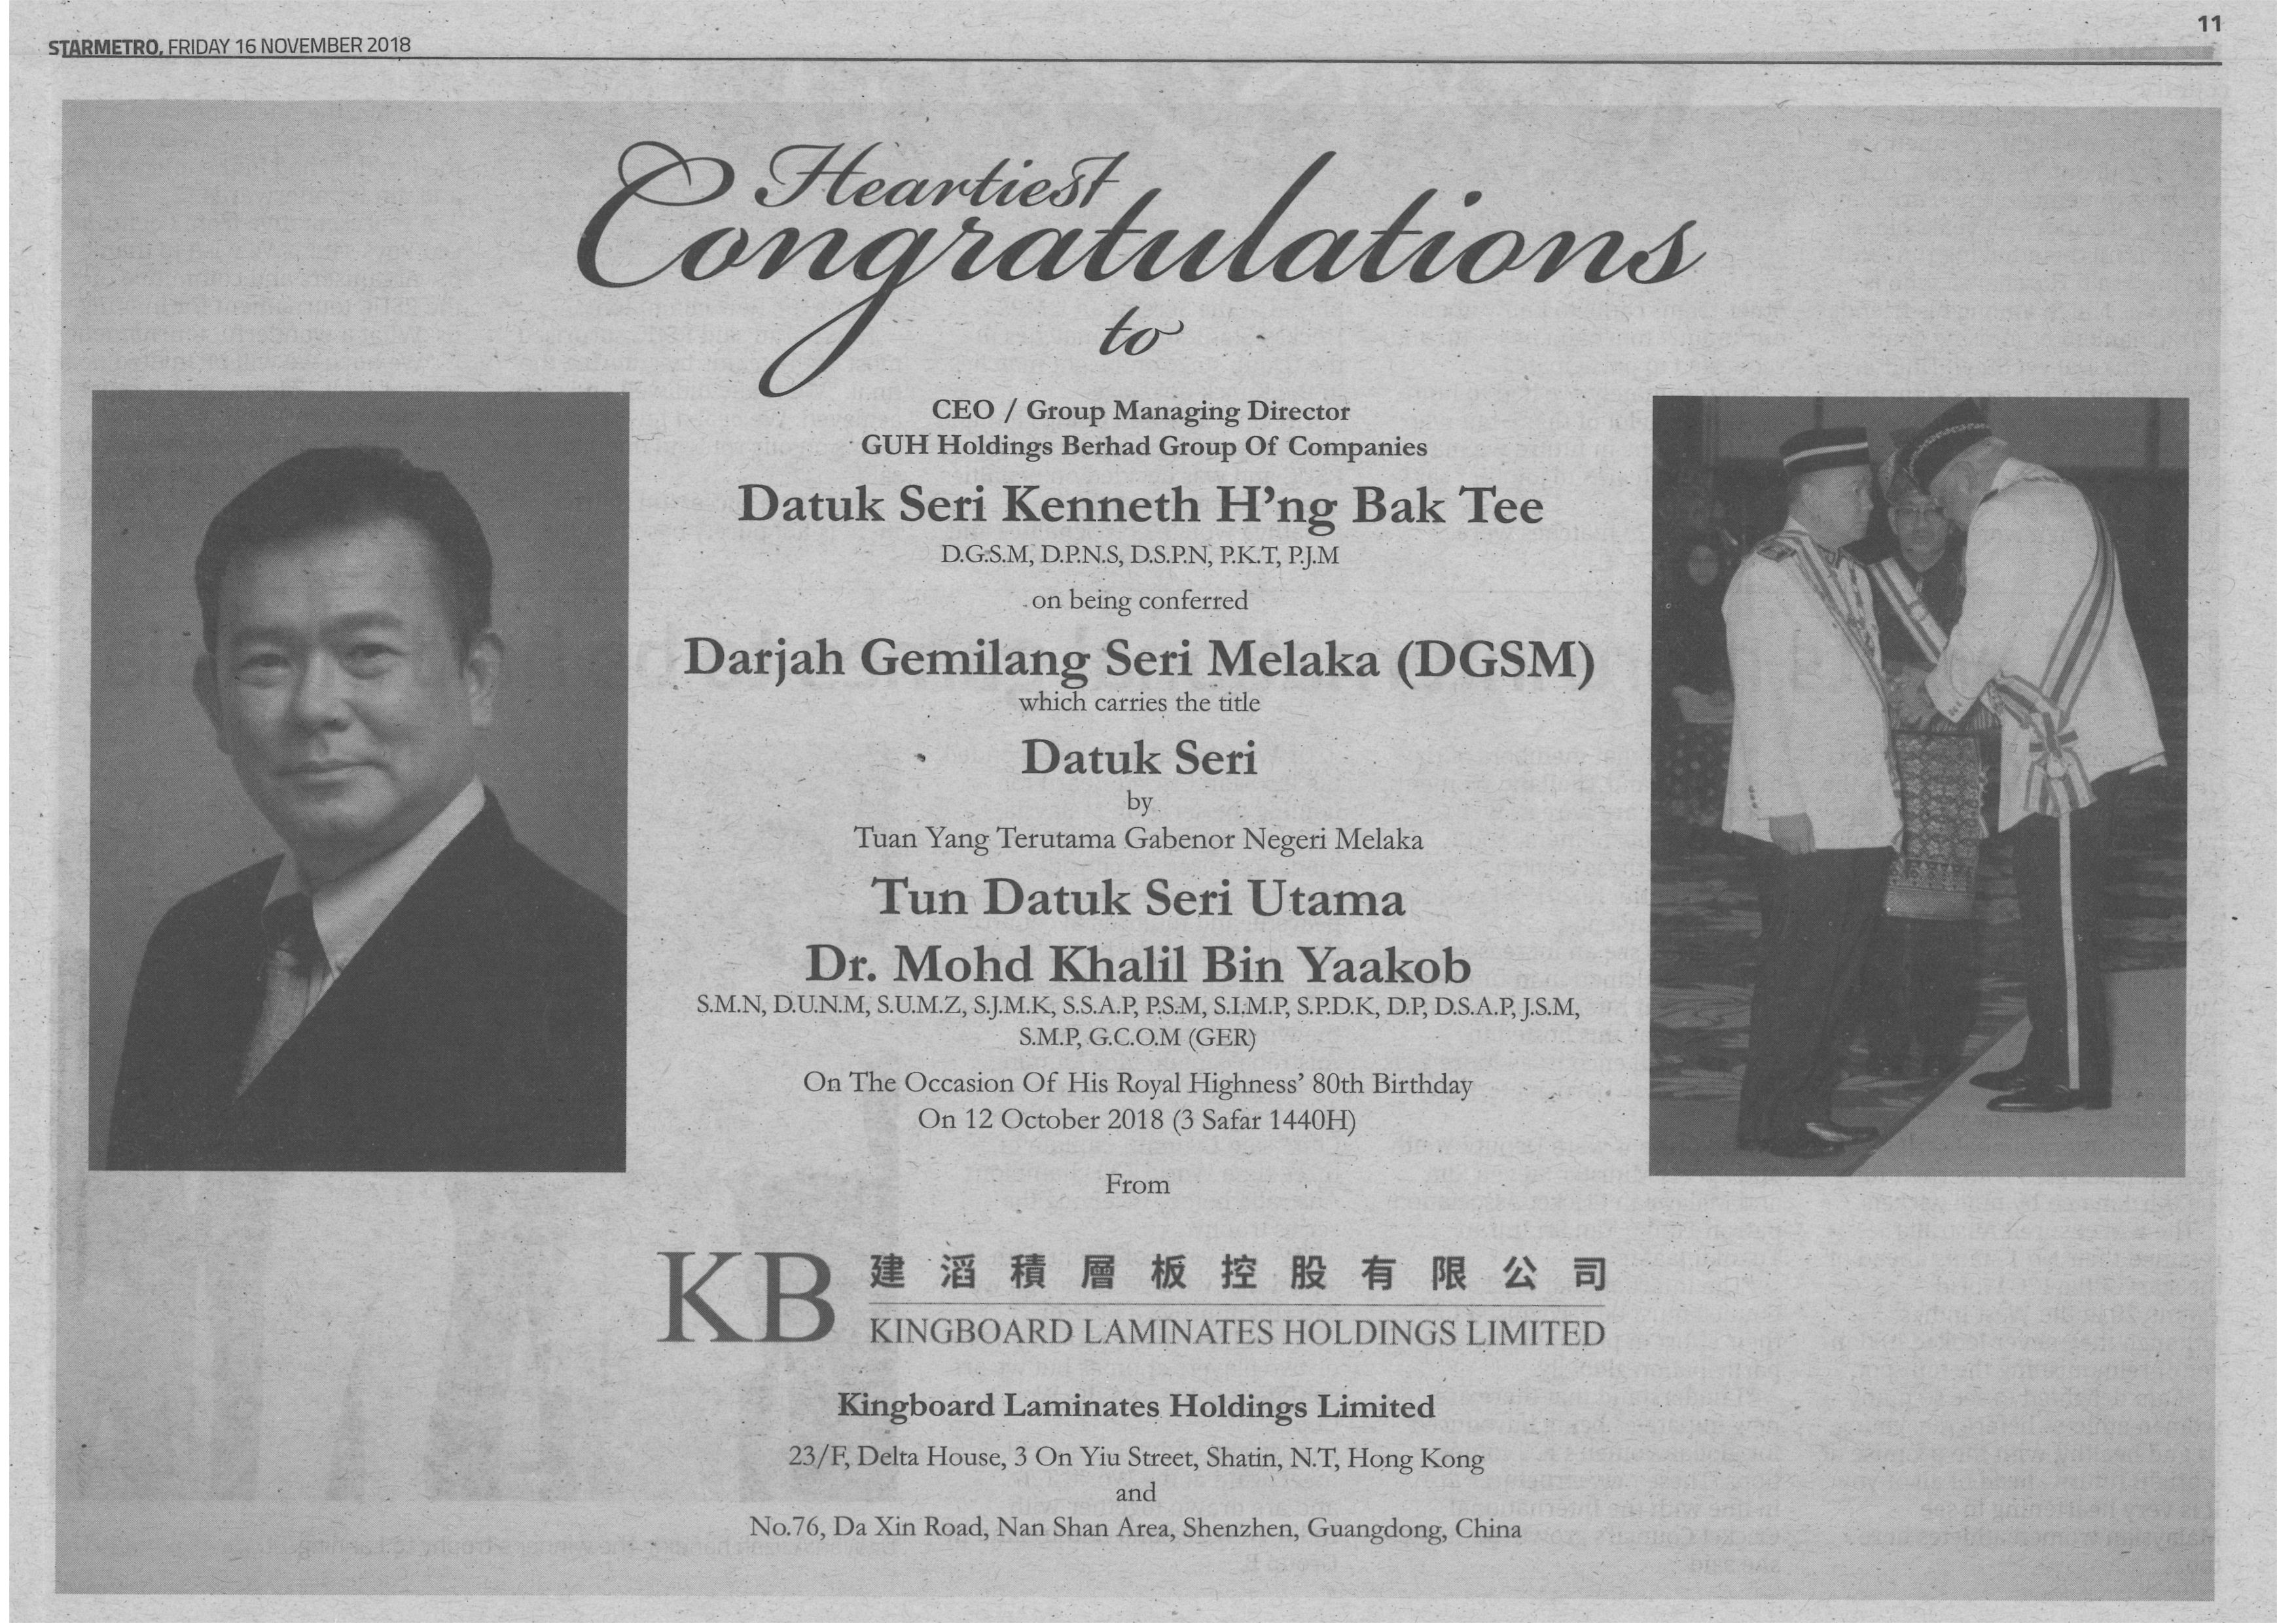 11
STARMETRO, FRIDAY 16 NOVEMBER 2018
Heartiest
Congratulations
to
CEO / Group Managing Director
GUH Holdings Berhad Group Of Companies
Datuk Seri Kenneth H'ng Bak Tee
D.G.S.M, D.P.N.S, D.S.P.N, P.K.T, P.J.M
on being conferred
Darjah Gemilang Seri Melaka (DGSM)
which carries the title
Datuk Seri
by
Tuan Yang Terutama Gabenor Negeri Melaka
Tun Datuk Seri Utama
Dr. Mohd Khalil Bin Yaakob
S.M.N, D.U.N.M, S.U.M.Z, S.J.M.K, S.S.A.P, P.S.M, S.I.M.P, S.P.D.K, D.P, D.S.A.P, J.S.M,
S.M.P, G.C.O.M (GER)
On The Occasion Of His Royal Highness' 80th Birthday
On 12 October 2018 (3 Safar 1440H)
From
KB 建滔積層板控股有限公司
KINGBOARD LAMINATES HOLDINGS LIMITED
Kingboard Laminates Holdings Limited
23/F, Delta House, 3 On Yiu Street, Shatin, N.T, Hong Kong
and
No.76, Da Xin Road, Nan Shan Area, Shenzhen, Guangdong, China